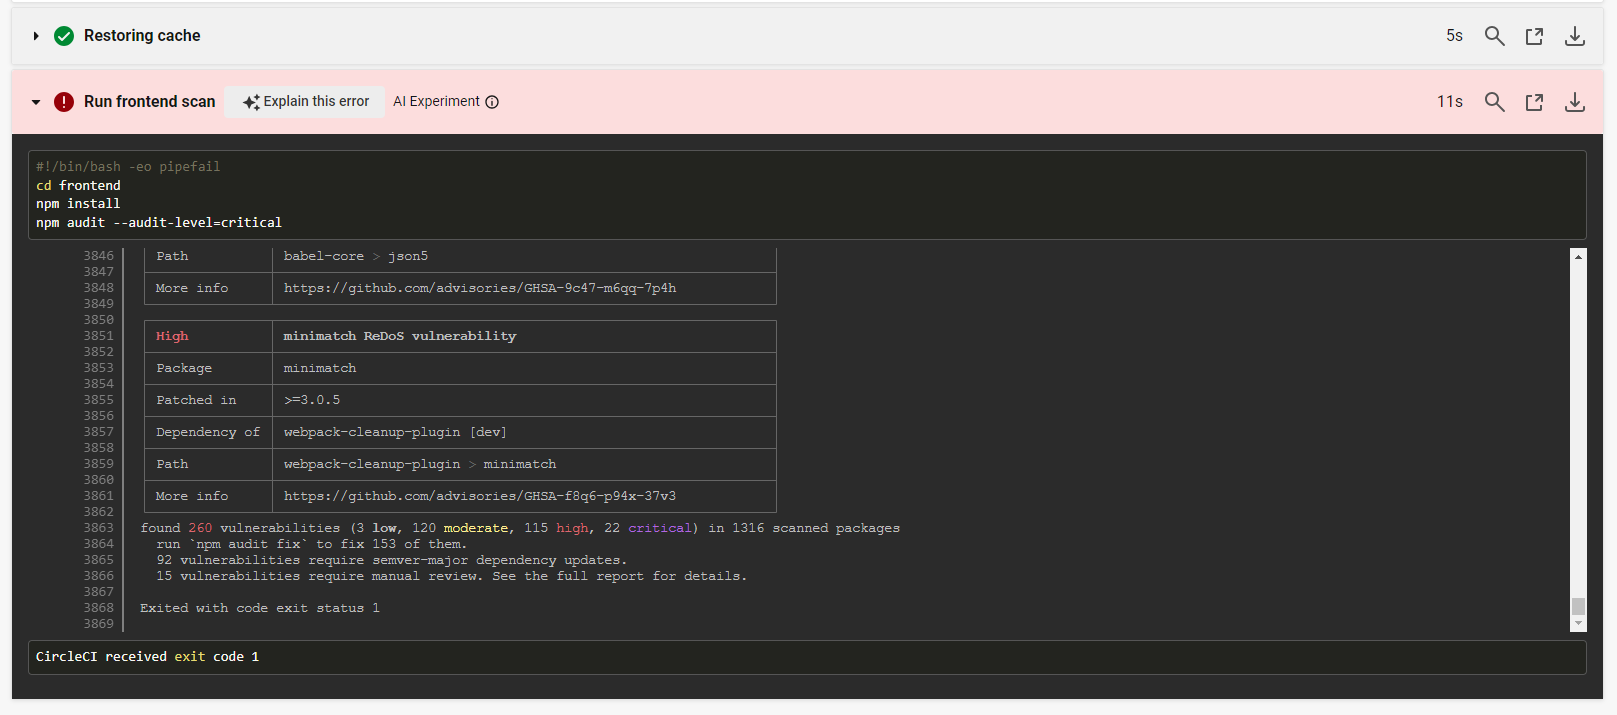 Restoring cache 5s
Run frontend scan Explain this error AI Experiment 11s
#!/bin/bash -eo pipefail
cd frontend
npm install
npm audit --audit-level=critical
3846 Path babel-core > json5
3847
3848 More info https://github.com/advisories/GHSA-9c47-m6qq-7p4h
3849
3850
3851 High minimatch ReDoS vulnerability
3852
3853 Package minimatch
3854
3855 Patched in >=3.0.5
3856
3857 Dependency of webpack-cleanup-plugin [dev]
3858
3859 Path webpack-cleanup-plugin > minimatch
3860
3861 More info https://github.com/advisories/GHSA-f8q6-p94x-37v3
3862
3863 found 260 vulnerabilities (3 low, 120 moderate, 115 high, 22 critical) in 1316 scanned packages
3864 run `npm audit fix` to fix 153 of them.
3865 92 vulnerabilities require semver-major dependency updates.
3866 15 vulnerabilities require manual review. See the full report for details.
3867
3868 Exited with code exit status 1
3869
CircleCI received exit code 1